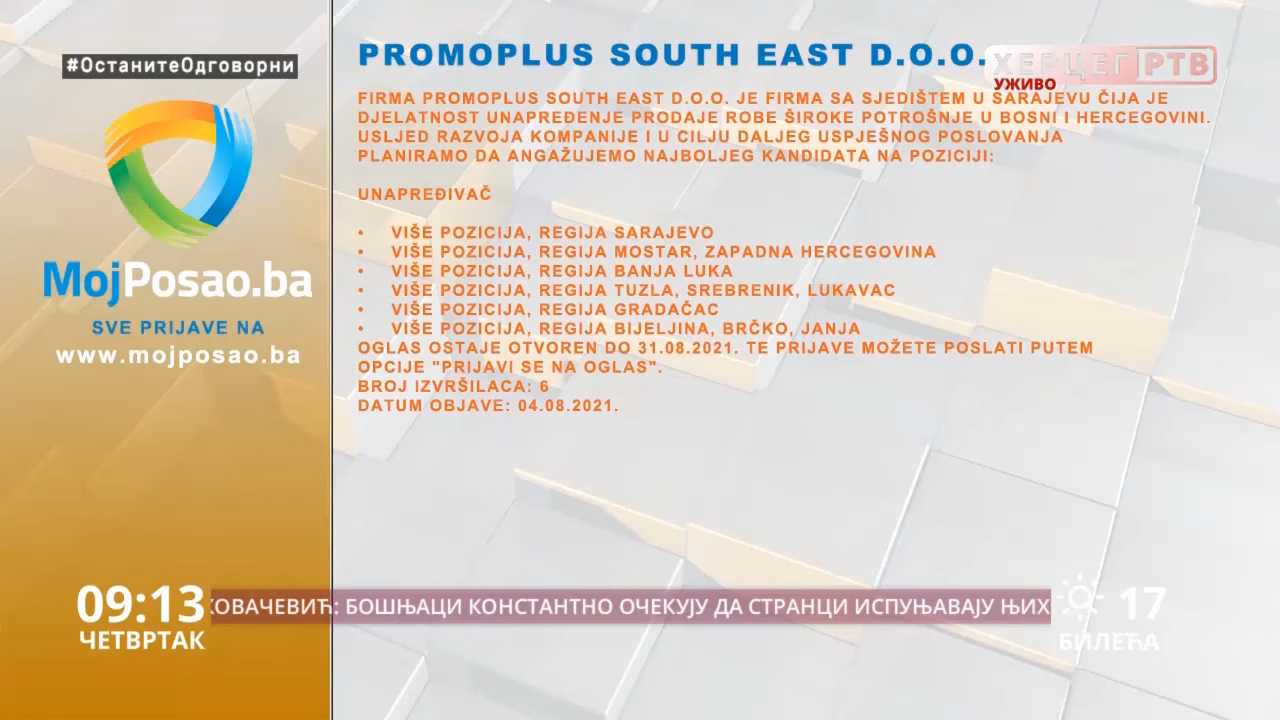 #ОстанитеОдговорни
MojPosao.ba
SVE PRIJAVE NA
www.mojposao.ba
PROMOPLUS SOUTH EAST D.O.O.
ХЕРЦЕГ РТВ
УЖИВО
FIRMA PROMOPLUS SOUTH EAST D.O.O. JE FIRMA SA SJEDIŠTEM U SARAJEVU ČIJA JE
DJELATNOST UNAPREĐENJE PRODAJE ROBE ŠIROKE POTROŠNJE U BOSNI I HERCEGOVINI.
USLJED RAZVOJA KOMPANIJE I U CILJU DALJEG USPJEŠNOG POSLOVANJA
PLANIRAMO DA ANGAŽUJEMO NAJBOLJEG KANDIDATA NA POZICIJI:
UNAPREĐIVAČ
• VIŠE POZICIJA, REGIJA SARAJEVO
• VIŠE POZICIJA, REGIJA MOSTAR, ZAPADNA HERCEGOVINA
• VIŠE POZICIJA, REGIJA BANJA LUKA
• VIŠE POZICIJA, REGIJA TUZLA, SREBRENIK, LUKAVAC
• VIŠE POZICIJA, REGIJA GRADAČAC
• VIŠE POZICIJA, REGIJA BIJELJINA, BRČKO, JANJA
OGLAS OSTAJE OTVOREN DO 31.08.2021. TE PRIJAVE MOŽETE POSLATI PUTEM
OPCIJE "PRIJAVI SE NA OGLAS".
BROJ IZVRŠILACA: 6
DATUM OBJAVE: 04.08.2021.
09:13
ЧЕТВРТАК
КОВАЧЕВИЋ: БОШЊАЦИ КОНСТАНТНО ОЧЕКУЈУ ДА СТРАНЦИ ИСПУЊАВАЈУ ЊИХ
17
БИЛЕЋА